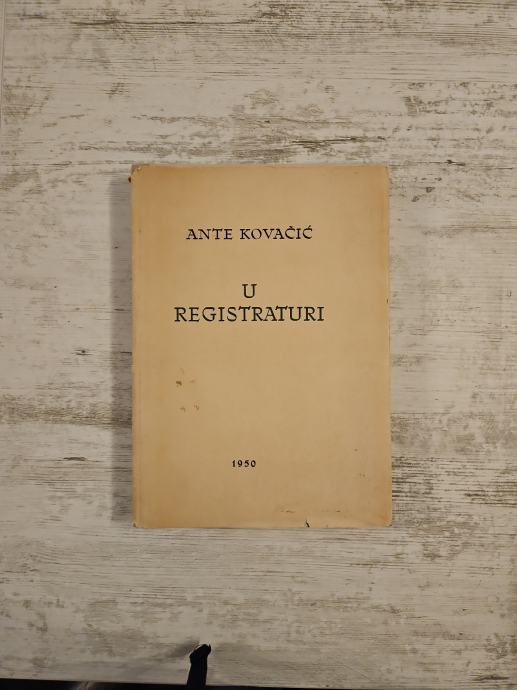 ANTE KOVAČIĆ
U
REGISTRATURI
1950